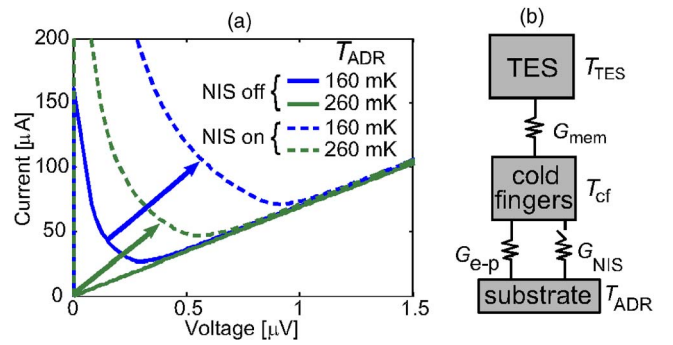 (a)
(b)
200
150
100
50
0
Current [μA]
0
0.5
1
1.5
Voltage [μV]
T_ADR
NIS off { 160 mK
260 mK
NIS on { 160 mK
260 mK
TES T_TES
G_mem
cold
fingers T_cf
G_e-p G_NIS
substrate T_ADR